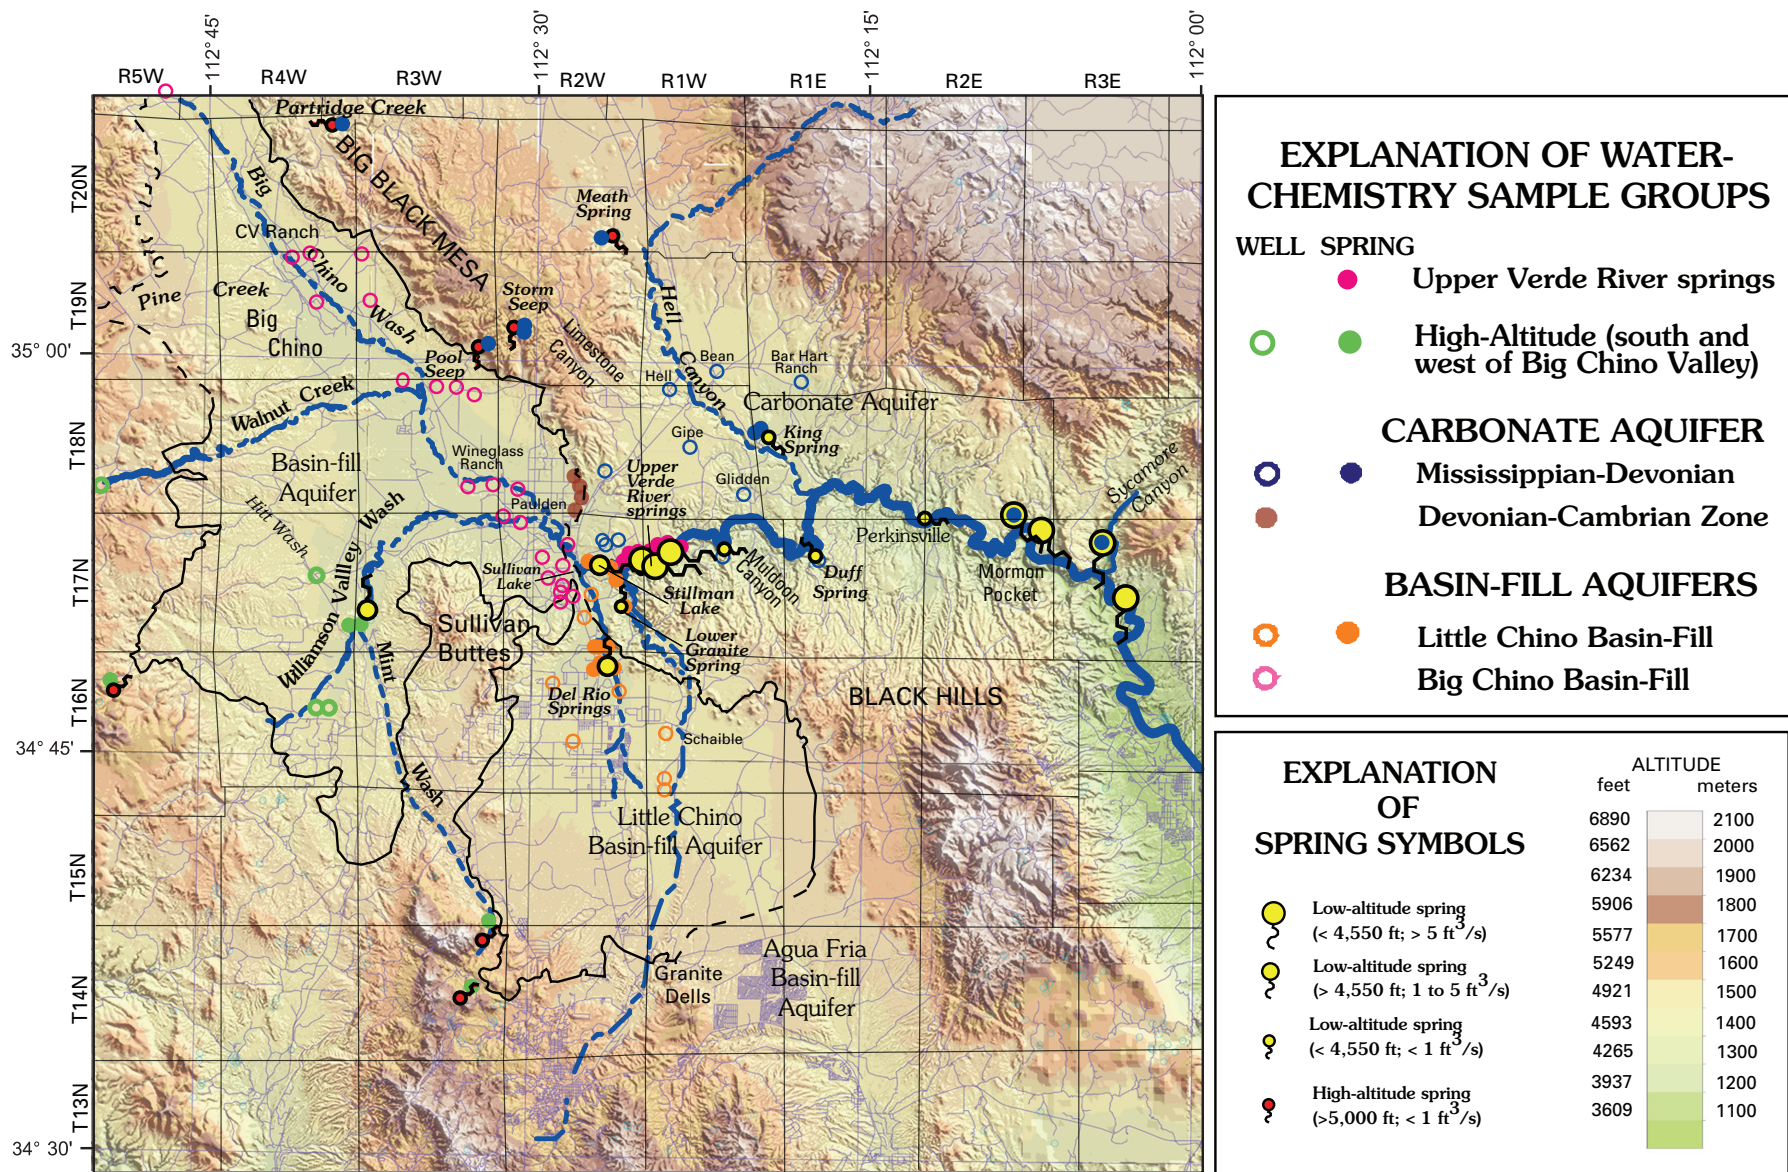 112° 45'
112° 30'
112° 15'
112° 00'
R5W
R4W
R3W
R2W
R1W
R1E
R2E
R3E
T20N
T19N
35° 00'
T18N
T17N
T16N
34° 45'
T15N
T14N
T13N
34° 30'
Partridge Creek
BIG BLACK MESA
Big
Chino
Wash
CV Ranch
Pine
Creek
Big
Chino
Meath
Spring
Storm
Seep
Pool
Seep
Limestone
Canyon
Hell
Canyon
Bean
Hell
Bar Hart
Ranch
Carbonate Aquifer
Walnut Creek
Gipe
King
Spring
Basin-fill
Aquifer
Wineglass
Ranch
Upper
Verde
River
springs
Glidden
Sycamore
Canyon
Hitt Wash
Paulden
Perkinsville
Williamson Valley
Wash
Sullivan
Lake
Muldoon
Canyon
Duff
Spring
Mormon
Pocket
Stillman
Lake
Sullivan
Buttes
Lower
Granite
Spring
Mint
Wash
Del Rio
Springs
BLACK HILLS
Schaible
Little Chino
Basin-fill Aquifer
Agua Fria
Basin-fill
Aquifer
Granite
Dells
EXPLANATION OF WATER-
CHEMISTRY SAMPLE GROUPS
WELL SPRING
Upper Verde River springs
High-Altitude (south and
west of Big Chino Valley)
CARBONATE AQUIFER
Mississippian-Devonian
Devonian-Cambrian Zone
BASIN-FILL AQUIFERS
Little Chino Basin-Fill
Big Chino Basin-Fill
EXPLANATION
OF
SPRING SYMBOLS
Low-altitude spring
(< 4,550 ft; > 5 ft³/s)
Low-altitude spring
(> 4,550 ft; 1 to 5 ft³/s)
Low-altitude spring
(< 4,550 ft; < 1 ft³/s)
High-altitude spring
(>5,000 ft; < 1 ft³/s)
ALTITUDE
feet meters
6890 2100
6562 2000
6234 1900
5906 1800
5577 1700
5249 1600
4921 1500
4593 1400
4265 1300
3937 1200
3609 1100